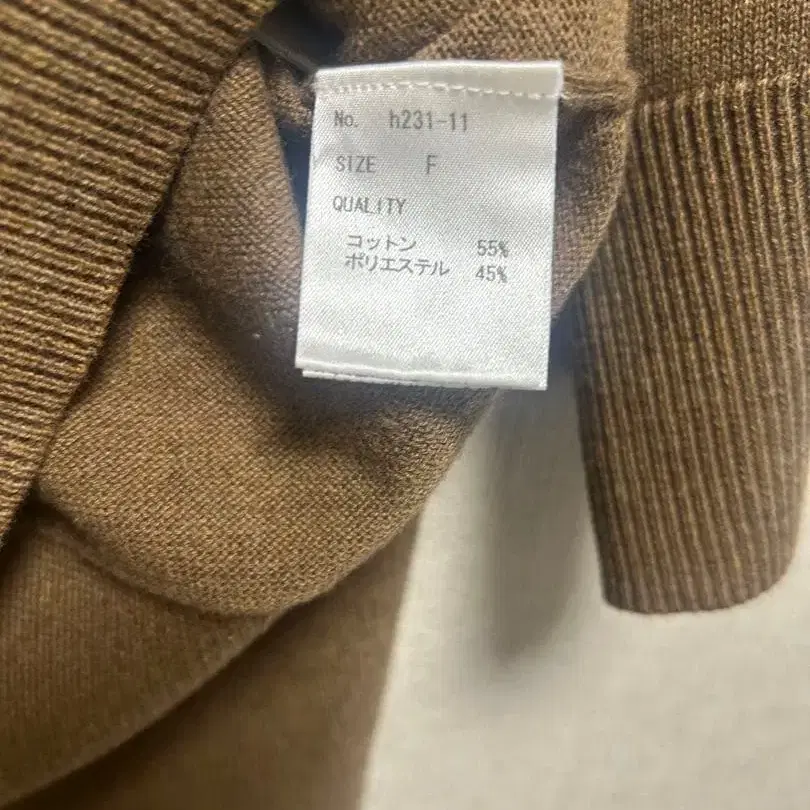 No. h231-11
SIZE F
QUALITY
コットン 55%
ポリエステル 45%